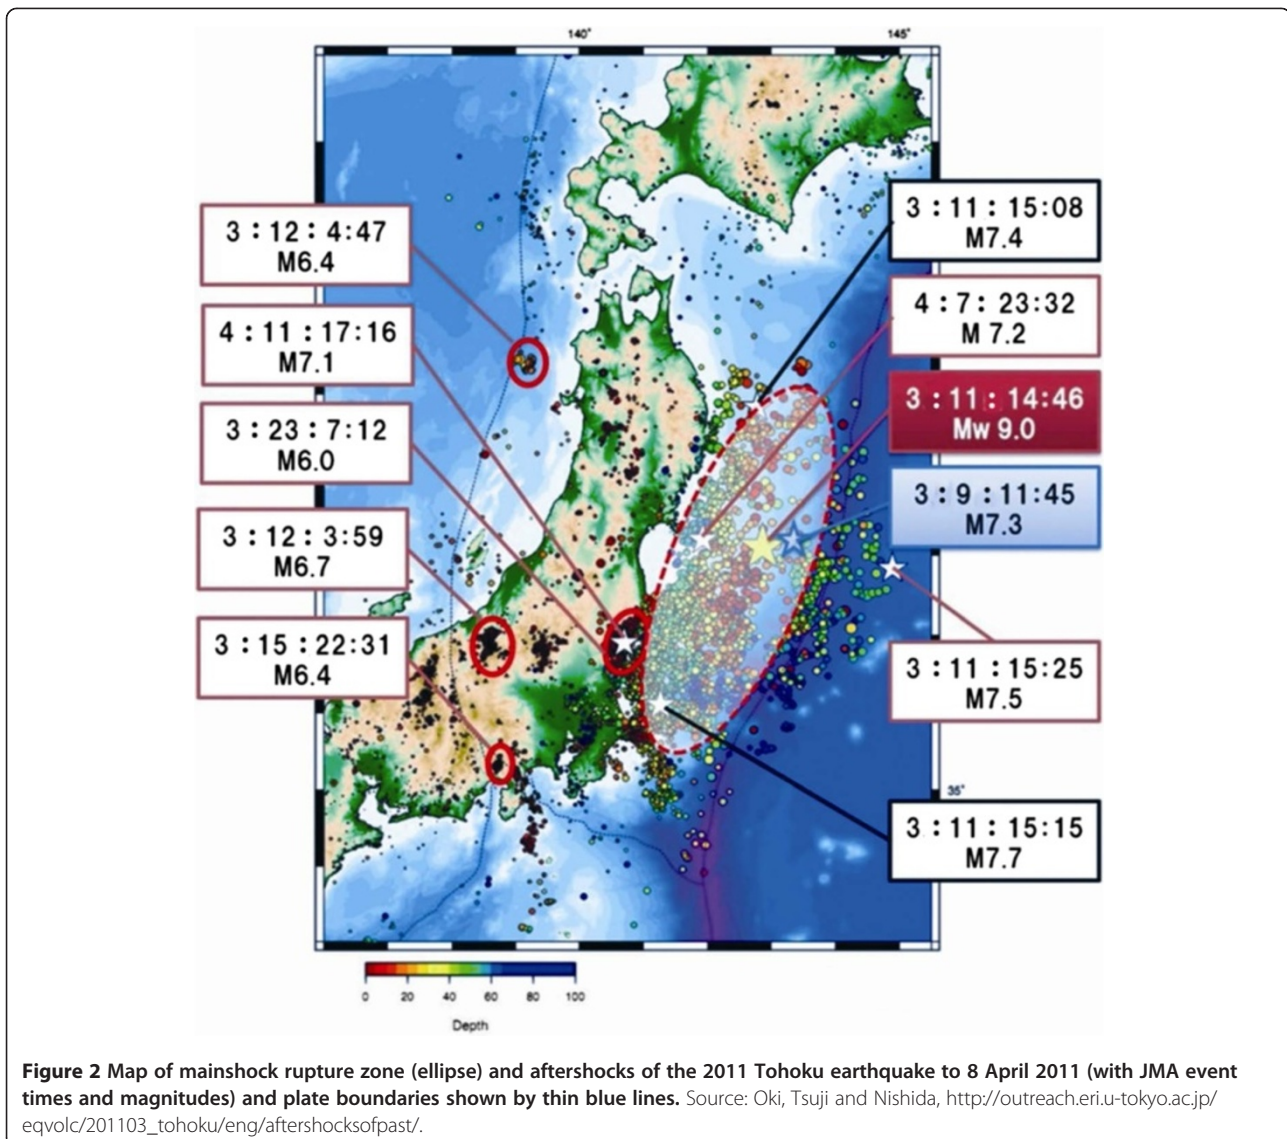 140°
145°
3 : 12 : 4:47
M6.4
4 : 11 : 17:16
M7.1
3 : 23 : 7:12
M6.0
3 : 12 : 3:59
M6.7
3 : 15 : 22:31
M6.4
3 : 11 : 15:08
M7.4
4 : 7 : 23:32
M 7.2
3 : 11 : 14:46
Mw 9.0
3 : 9 : 11:45
M7.3
3 : 11 : 15:25
M7.5
35°
3 : 11 : 15:15
M7.7
0 20 40 60 80 100
Depth
Figure 2 Map of mainshock rupture zone (ellipse) and aftershocks of the 2011 Tohoku earthquake to 8 April 2011 (with JMA event
times and magnitudes) and plate boundaries shown by thin blue lines. Source: Oki, Tsuji and Nishida, http://outreach.eri.u-tokyo.ac.jp/
eqvolc/201103_tohoku/eng/aftershocksofpast/.